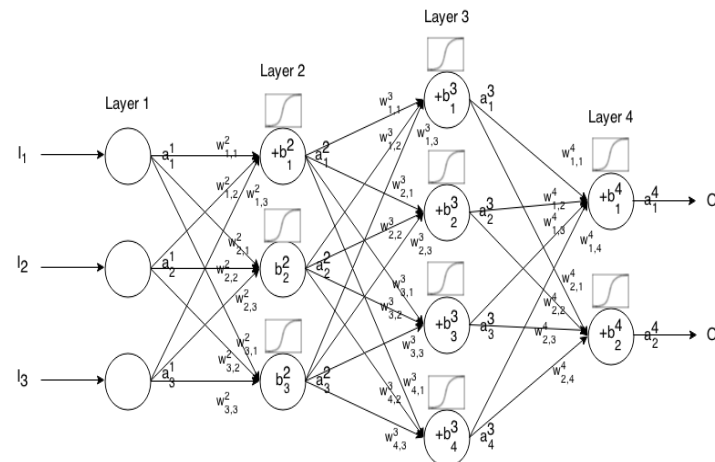 Layer 1
Layer 2
Layer 3
Layer 4
I₁
I₂
I₃
a¹₁
a¹₂
a¹₃
w²₁,₁
w²₁,₂
w²₁,₃
w²₂,₁
w²₂,₂
w²₂,₃
w²₃,₁
w²₃,₂
w²₃,₃
+b²₁
b²₂
b²₃
a²₁
a²₂
a²₃
w³₁,₁
w³₁,₂
w³₁,₃
w³₂,₁
w³₂,₂
w³₂,₃
w³₃,₁
w³₃,₂
w³₃,₃
w³₄,₁
w³₄,₂
w³₄,₃
+b³₁
+b³₂
+b³₃
+b³₄
a³₁
a³₂
a³₃
a³₄
w⁴₁,₁
w⁴₁,₂
w⁴₁,₃
w⁴₁,₄
w⁴₂,₁
w⁴₂,₂
w⁴₂,₃
w⁴₂,₄
+b⁴₁
+b⁴₂
a⁴₁
a⁴₂